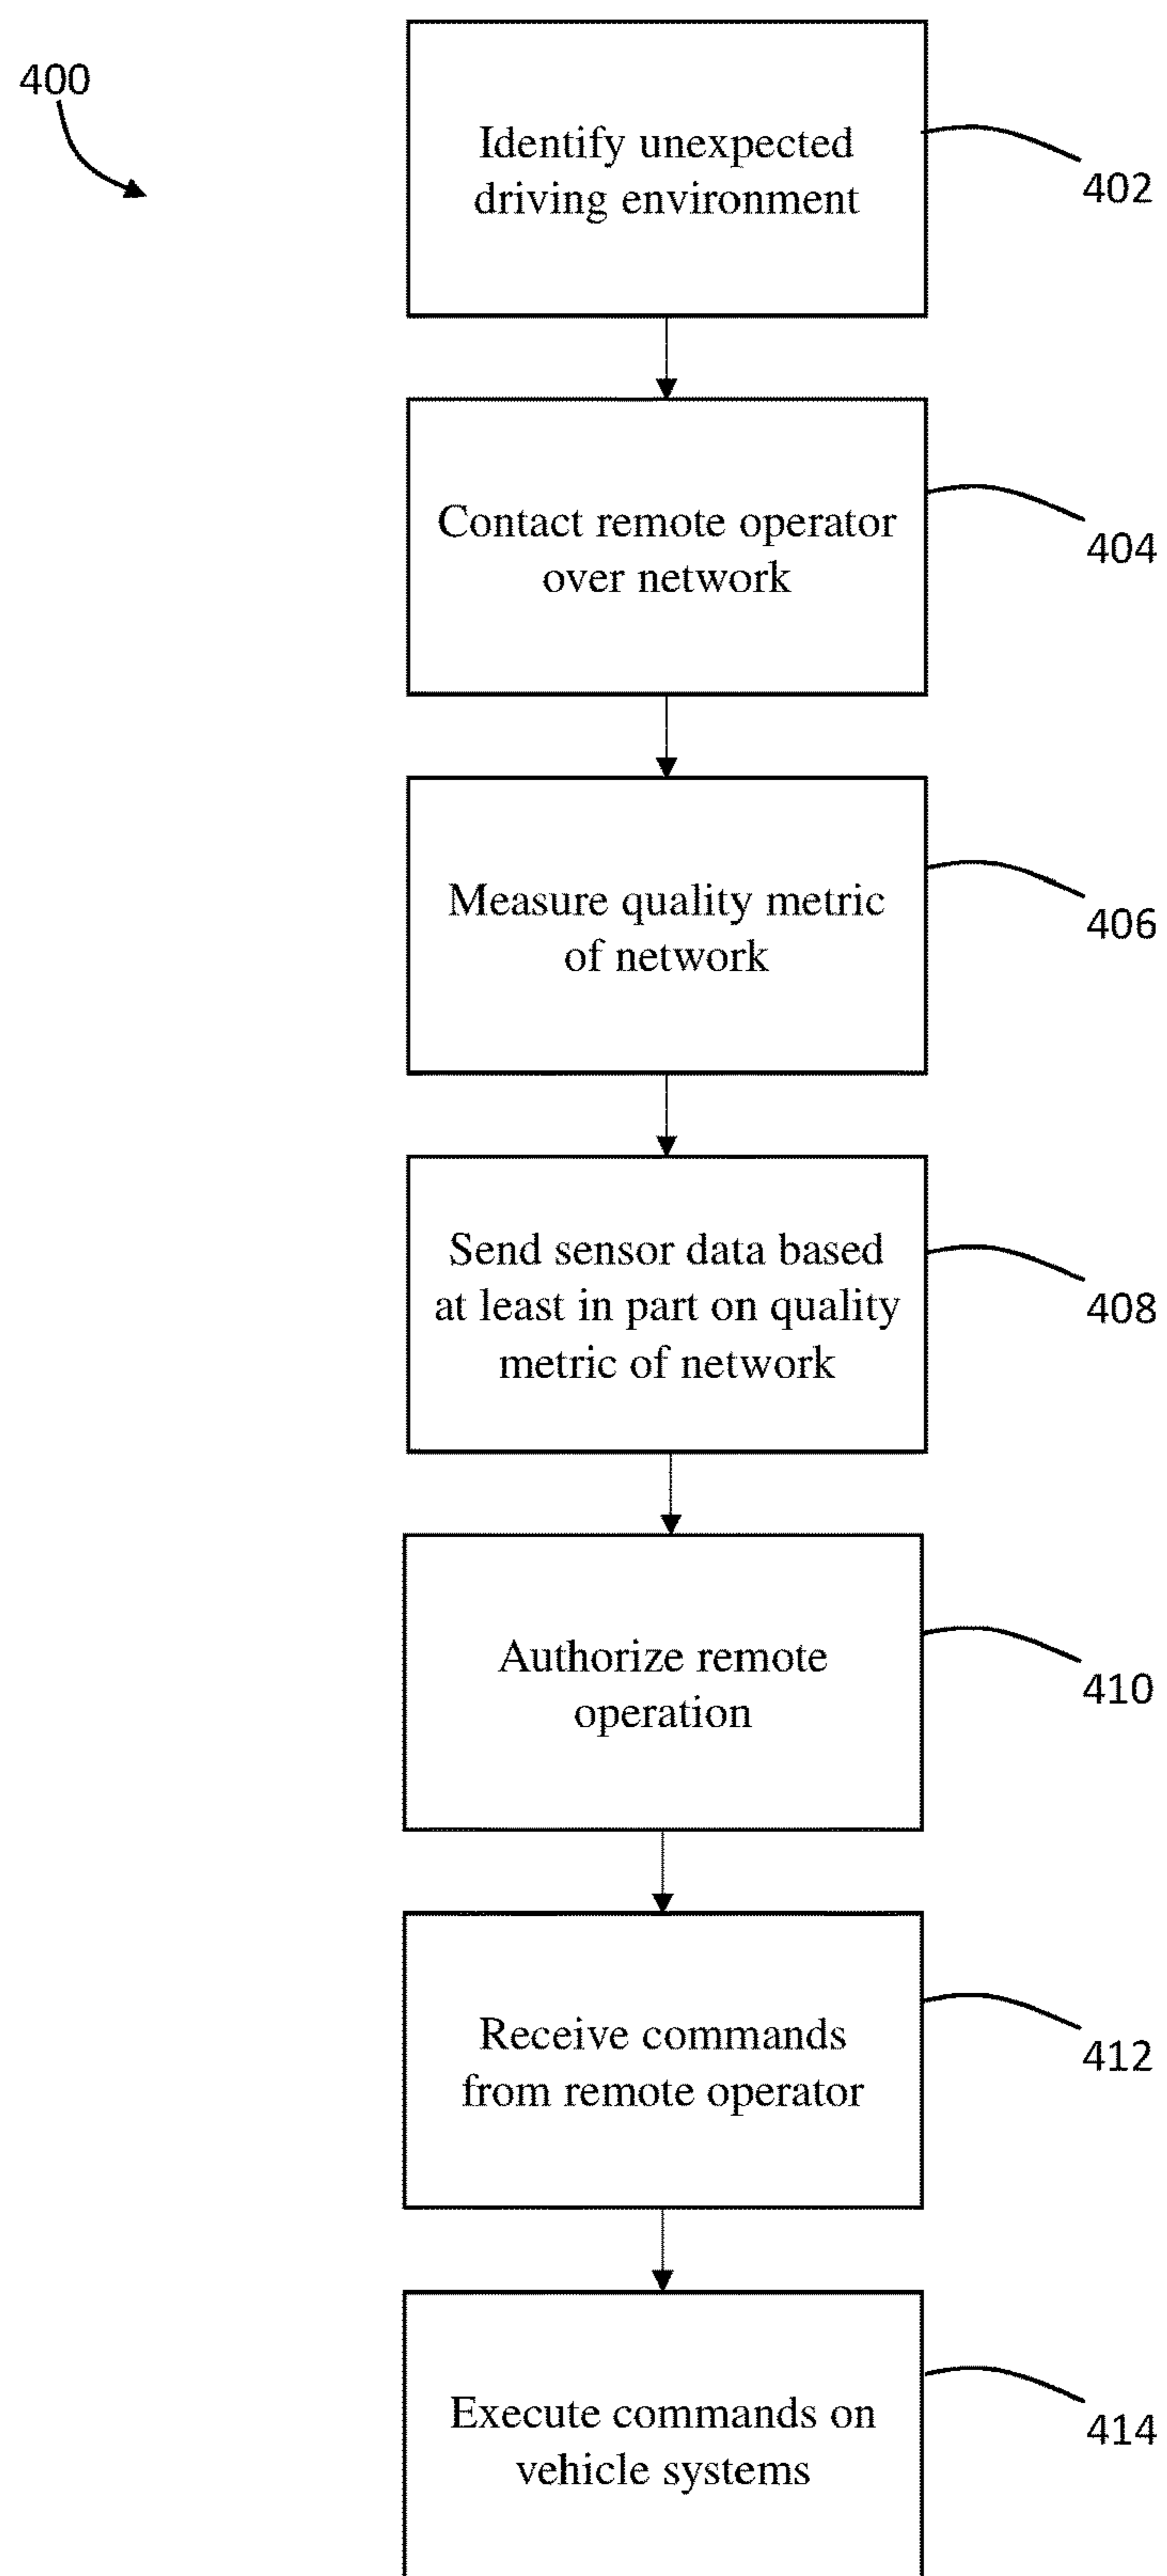 400
Identify unexpected
driving environment
402
Contact remote operator
over network
404
Measure quality metric
of network
406
Send sensor data based
at least in part on quality
metric of network
408
Authorize remote
operation
410
Receive commands
from remote operator
412
Execute commands on
vehicle systems
414